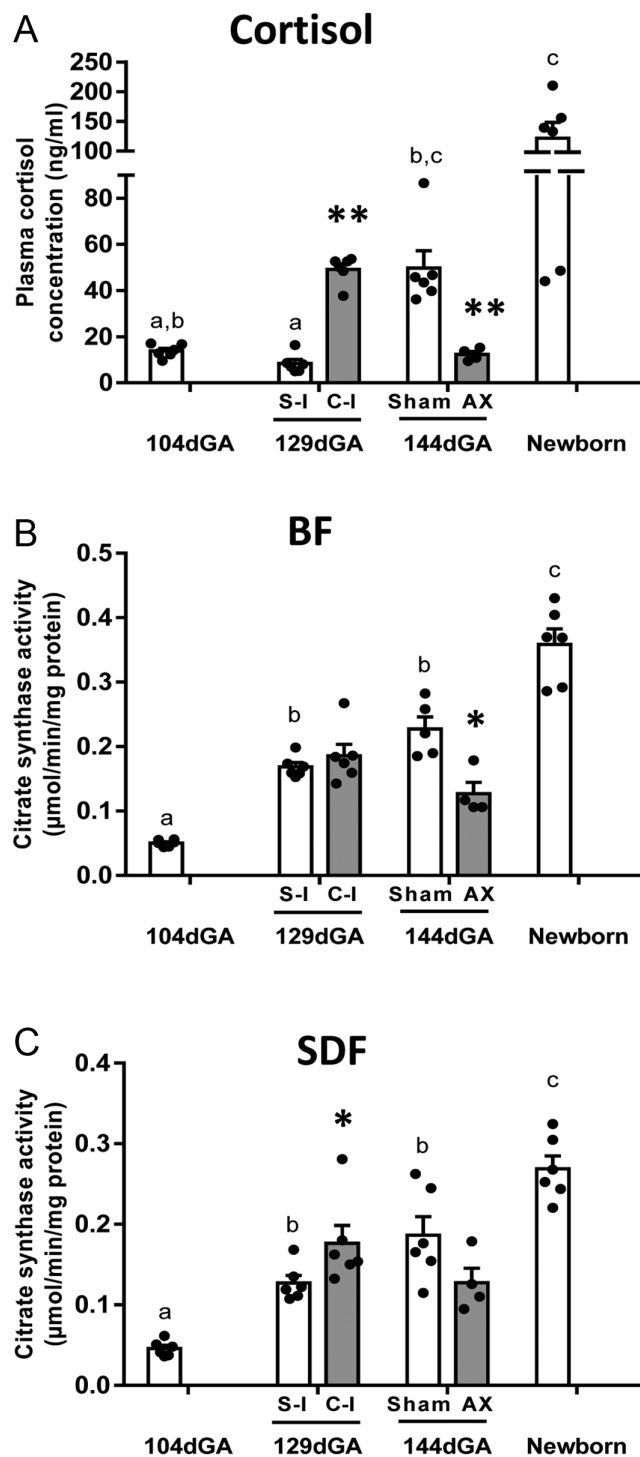 A
Cortisol
Plasma cortisol
concentration (ng/ml)
250
200
150
100
80
60
40
20
0
a,b
a
**
b,c
**
c
S-I C-I Sham AX
104dGA 129dGA 144dGA Newborn
B
BF
Citrate synthase activity
(µmol/min/mg protein)
0.5
0.4
0.3
0.2
0.1
0.0
a
b
b
*
c
S-I C-I Sham AX
104dGA 129dGA 144dGA Newborn
C
SDF
Citrate synthase activity
(µmol/min/mg protein)
0.4
0.3
0.2
0.1
0.0
a
b
*
b
c
S-I C-I Sham AX
104dGA 129dGA 144dGA Newborn